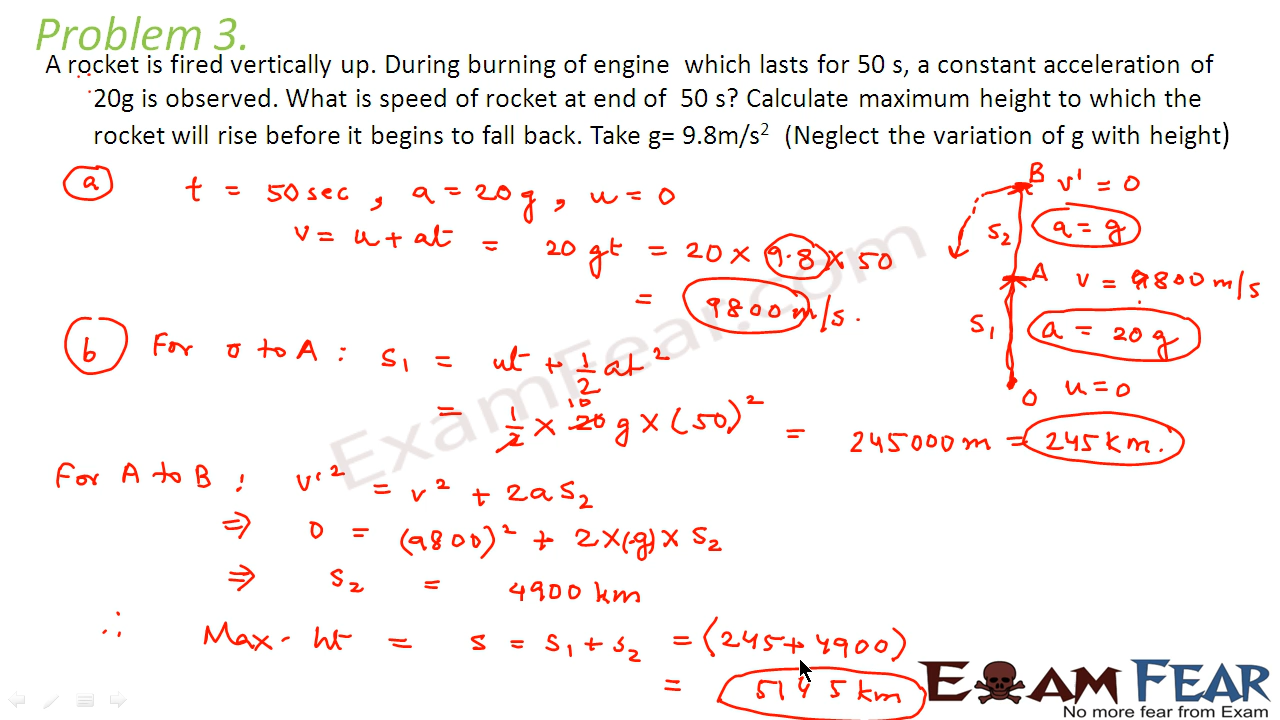 Problem 3.
A rocket is fired vertically up. During burning of engine which lasts for 50 s, a constant acceleration of
20g is observed. What is speed of rocket at end of 50 s? Calculate maximum height to which the
rocket will rise before it begins to fall back. Take g= 9.8m/s² (Neglect the variation of g with height)
a t = 50 sec, a = 20g, u = 0
v = u + at = 20 gt = 20 × 9.8 × 50
= 9800 m/s.
B v' = 0
S₂ a = g
A v = 9800 m/s
S₁ a = 20 g
O u = 0
b For O to A : S₁ = ut + 1/2 at²
= 1/2 × 20 10 g × (50)² = 245000 m = 245 km.
For A to B : v'² = v² + 2a S₂
⇒ 0 = (9800)² + 2×(-g)× S₂
⇒ S₂ = 4900 km
∴ Max. ht = S = S₁ + S₂ = (245 + 4900)
= 5145 km
ExamFear.com
EXAM FEAR
No more fear from Exam